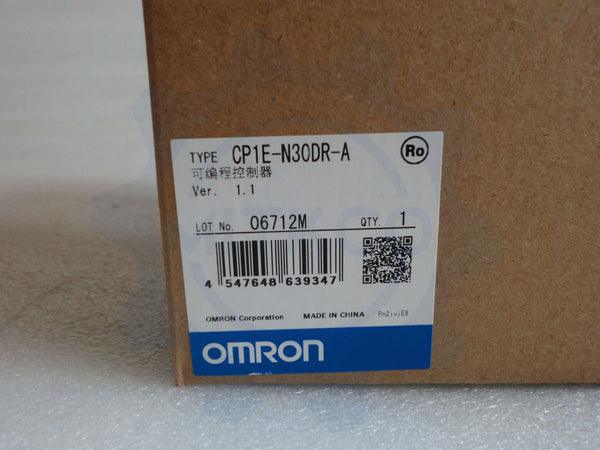 TYPE CP1E-N30DR-A Ro
可编程控制器
Ver. 1.1
LOT No. 06712M QTY. 1
4 547648 639347
OMRON Corporation MADE IN CHINA Pn2iviE8
OMRON